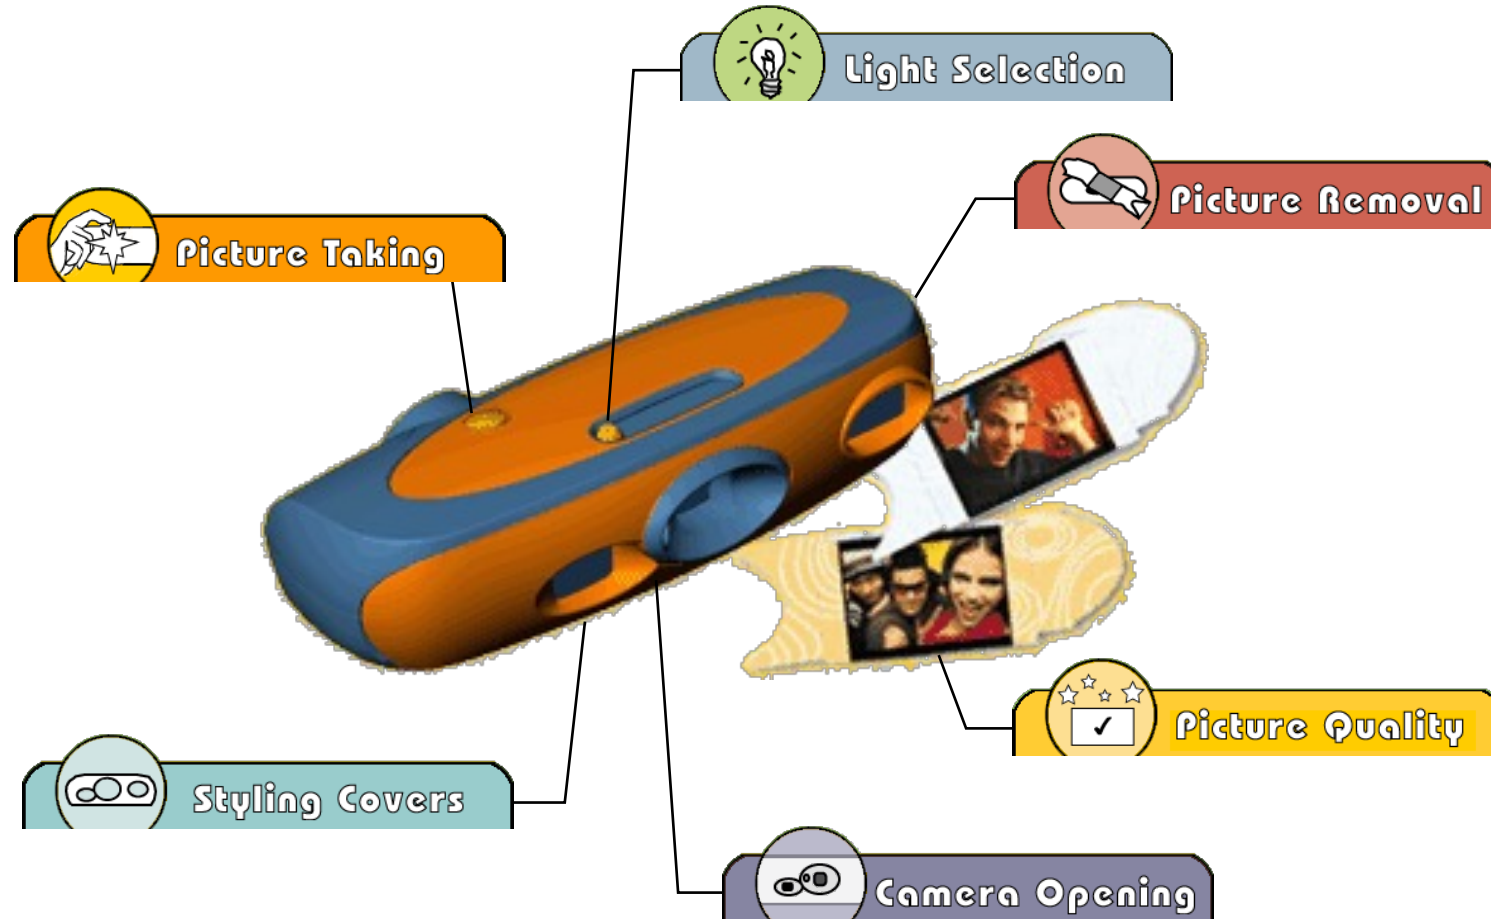 Light Selection
Picture Removal
Picture Taking
Picture Quality
Styling Covers
Camera Opening